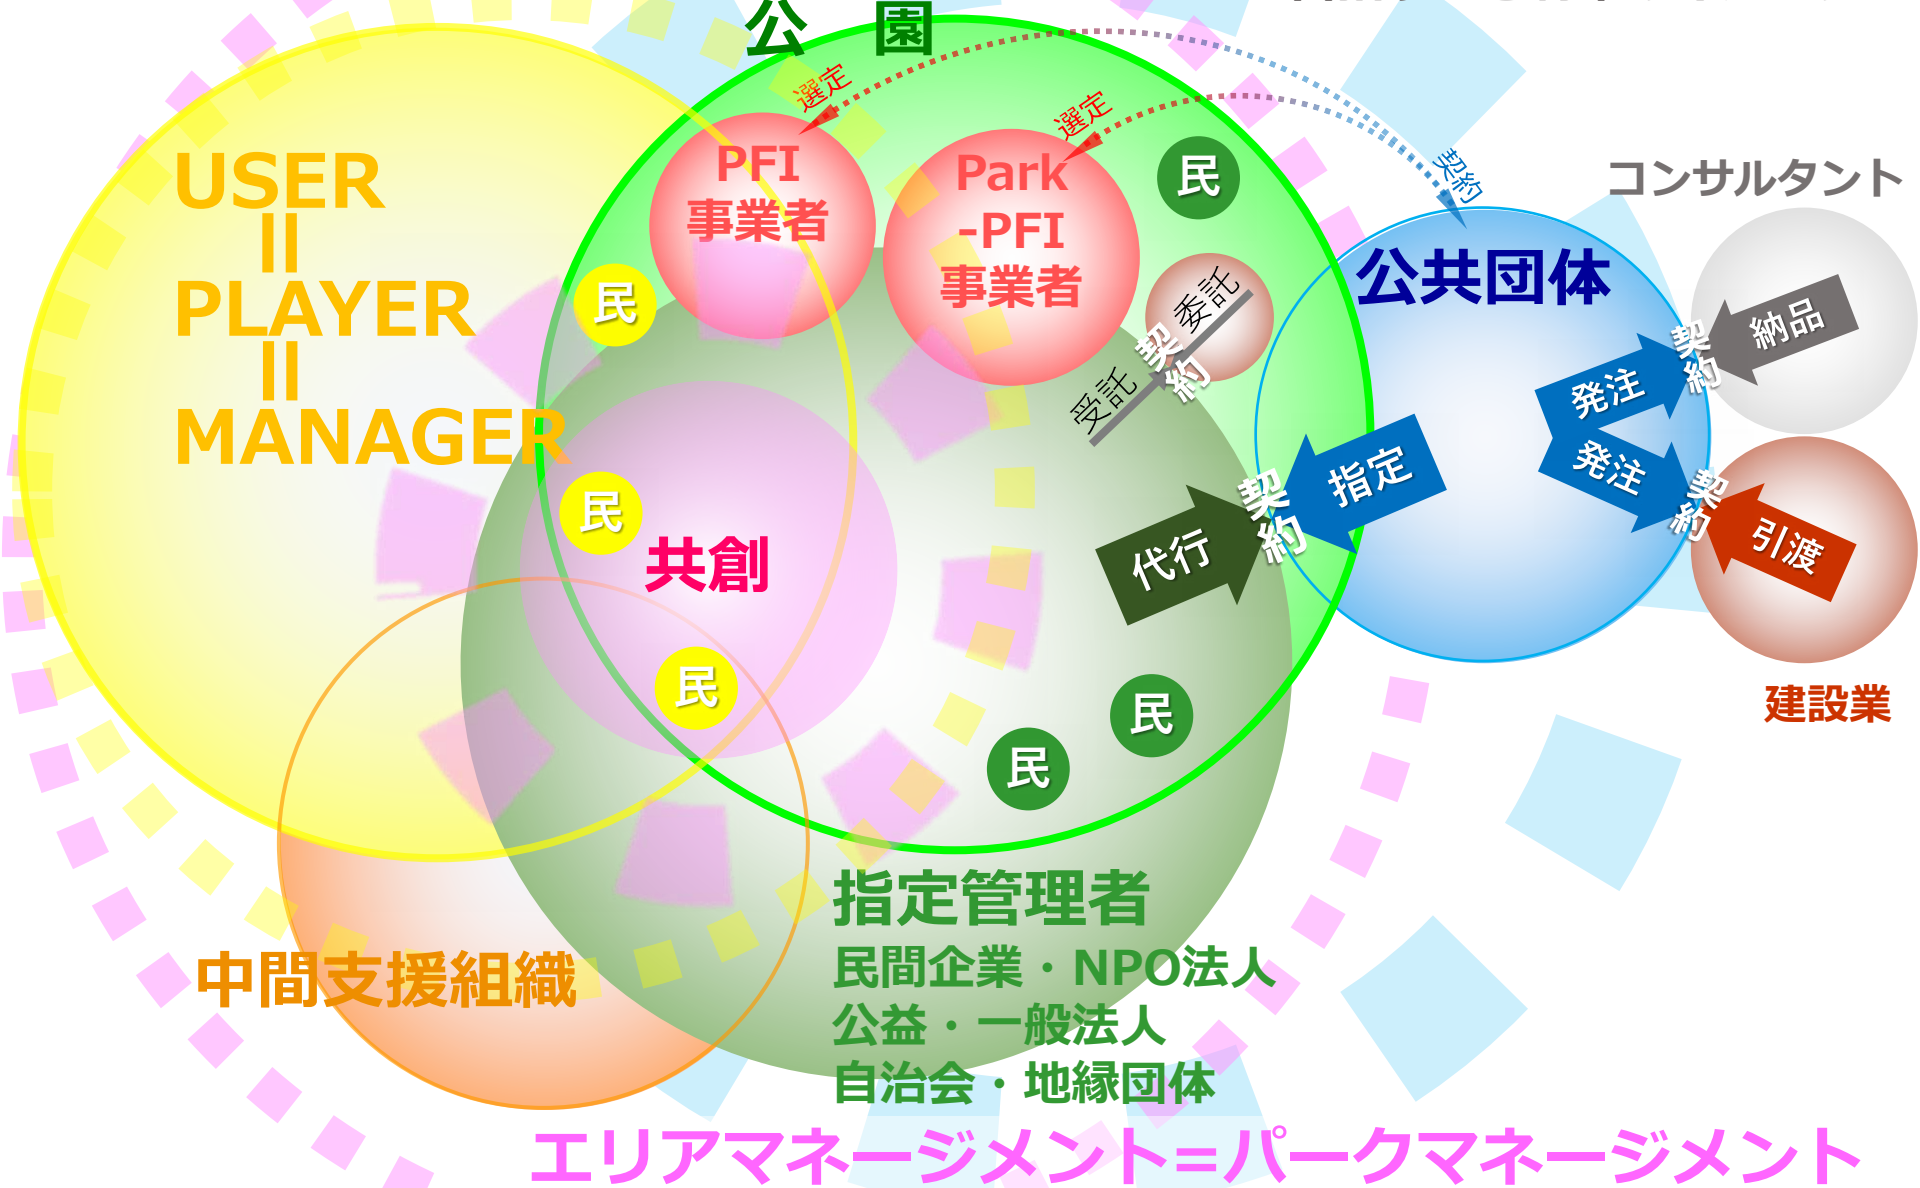 公 園
選定
選定
契約
PFI
事業者
Park
-PFI
事業者
民
コンサルタント
USER
||
PLAYER
||
MANAGER
民
公共団体
委託
契約
受託
納品
契約
発注
発注
契約
引渡
指定
契約
代行
民
共創
民
民
民
建設業
指定管理者
民間企業・NPO法人
公益・一般法人
自治会・地縁団体
中間支援組織
エリアマネージメント=パークマネージメント